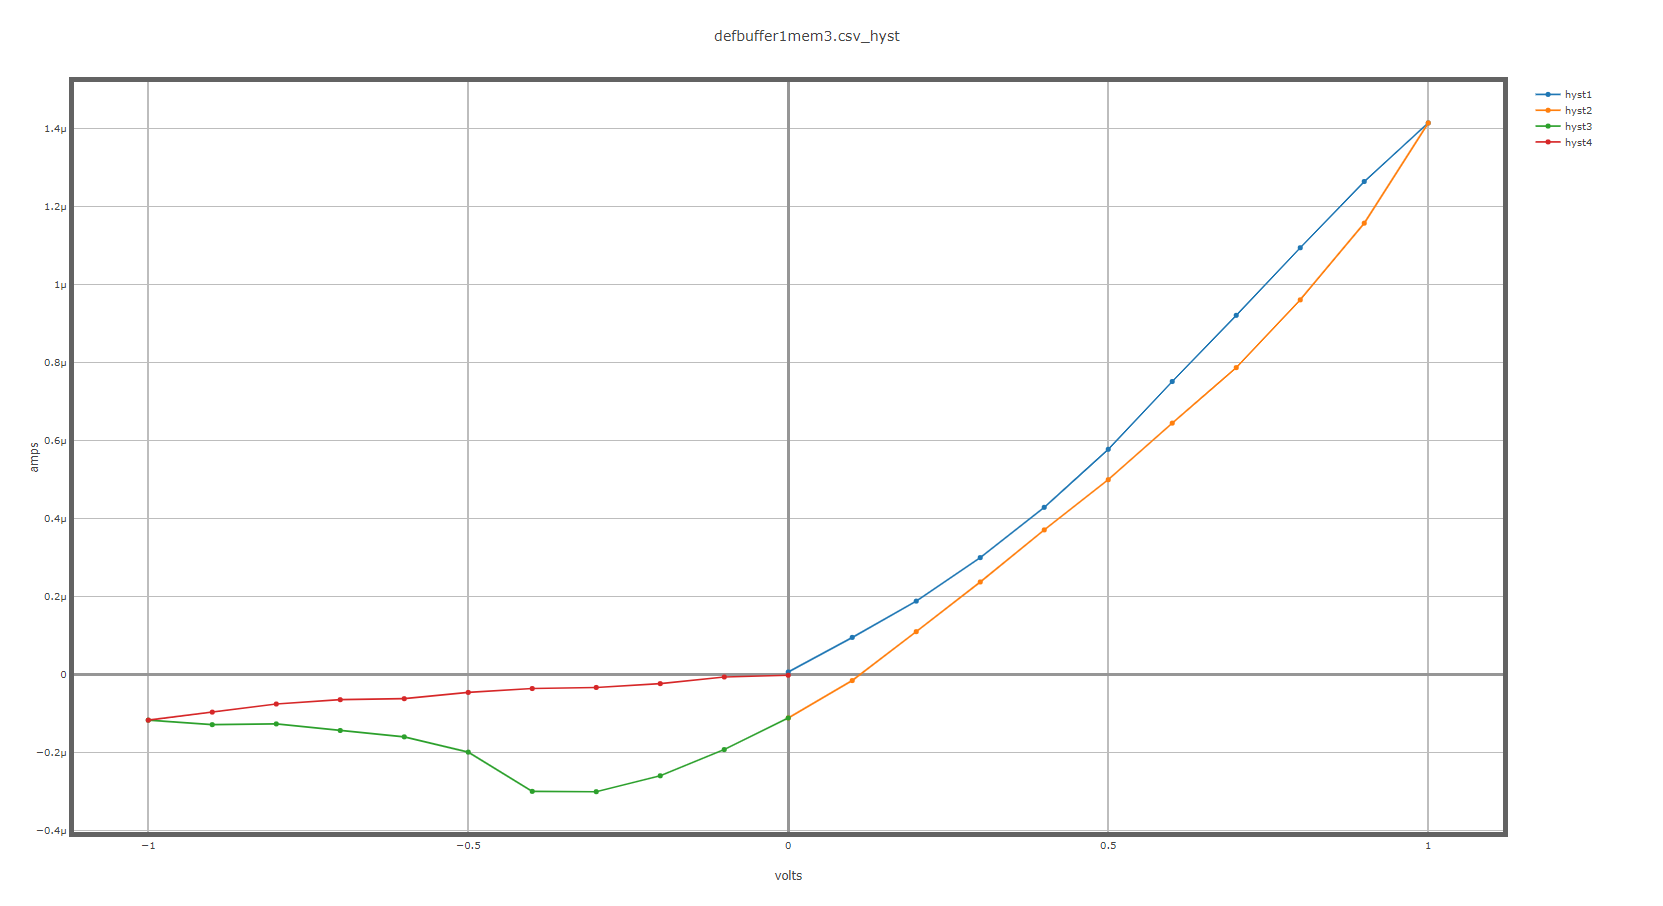 defbuffer1mem3.csv_hyst
hyst1
hyst2
hyst3
hyst4
1.4μ
1.2μ
1μ
0.8μ
0.6μ
0.4μ
0.2μ
0
−0.2μ
−0.4μ
amps
−1
−0.5
0
0.5
1
volts